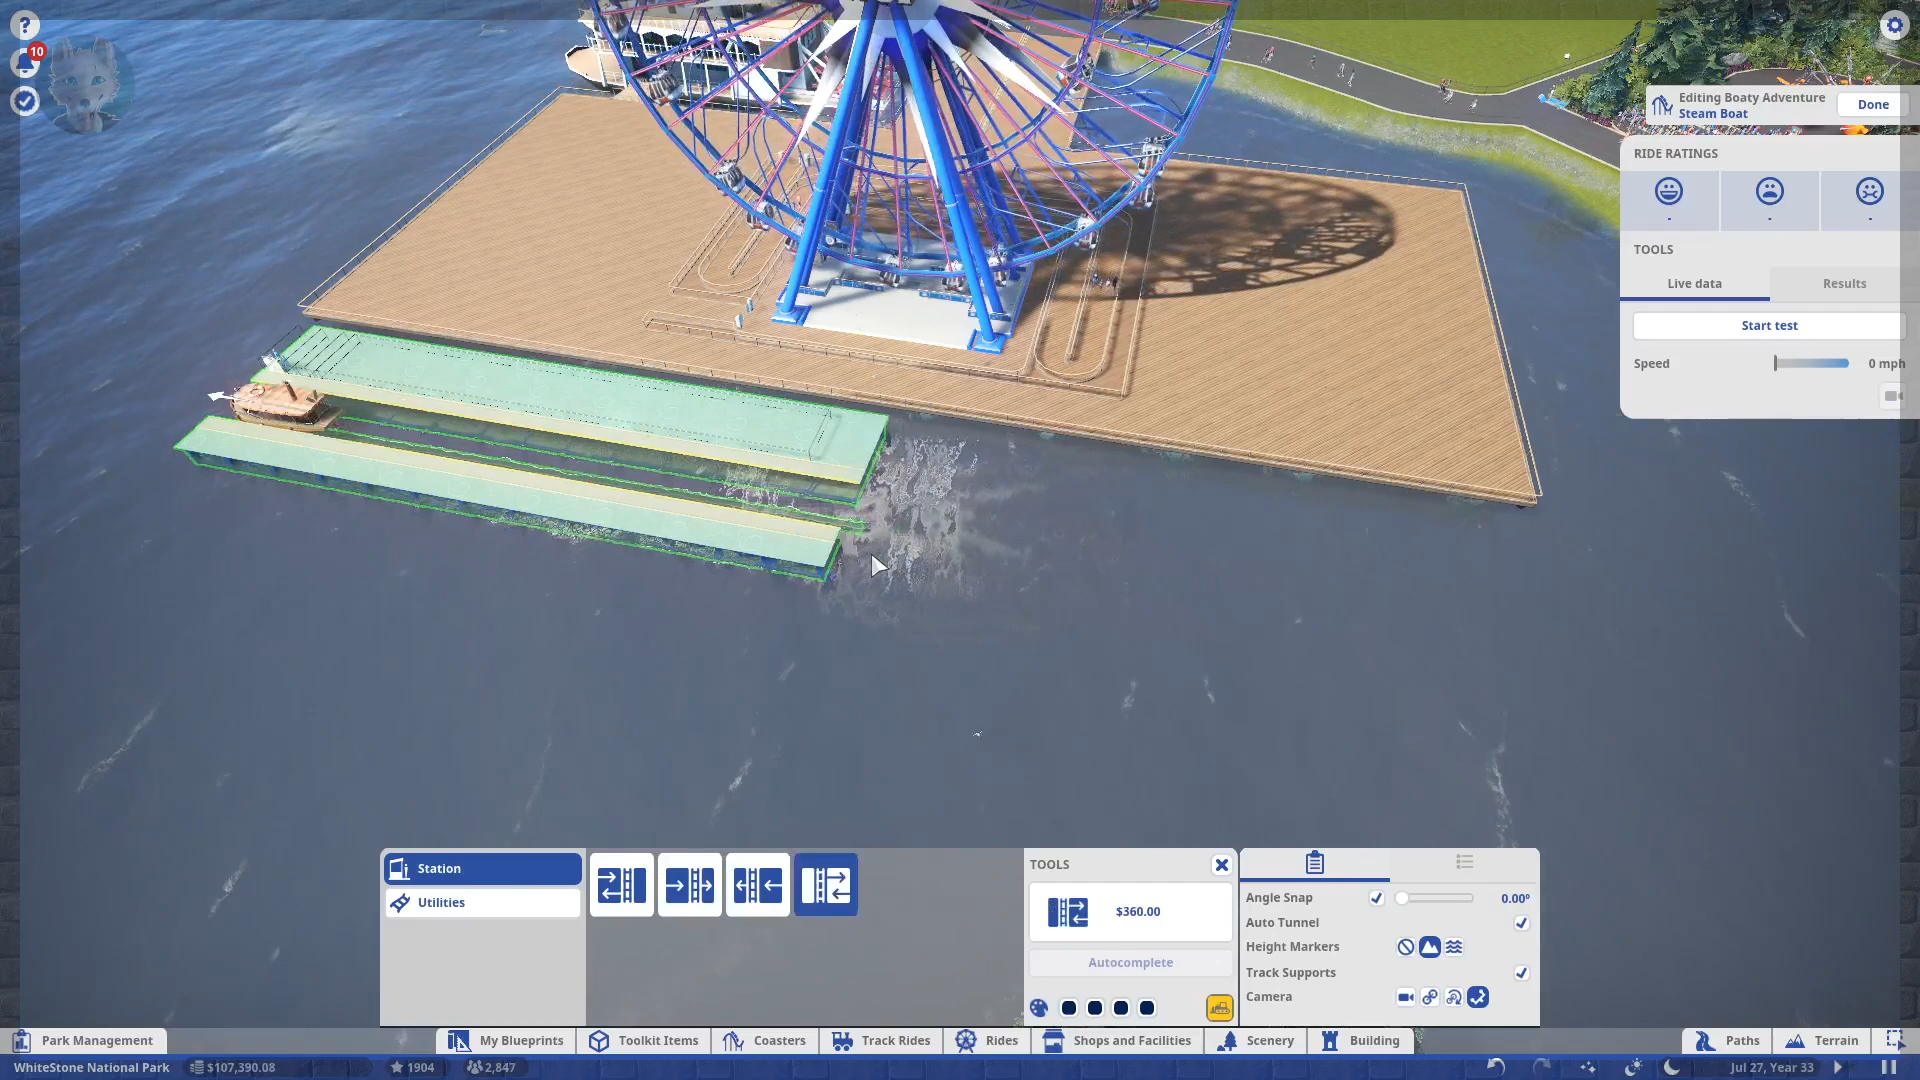 ?
10
Editing Boaty Adventure
Steam Boat
Done
RIDE RATINGS
- - -
TOOLS
Live data
Results
Start test
Speed
0 mph
Station
Utilities
TOOLS
$360.00
Autocomplete
Angle Snap
0.00°
Auto Tunnel
Height Markers
Track Supports
Camera
Park Management
My Blueprints
Toolkit Items
Coasters
Track Rides
Rides
Shops and Facilities
Scenery
Building
Paths
Terrain
WhiteStone National Park
$107,390.08
1904
2,847
Jul 27, Year 33